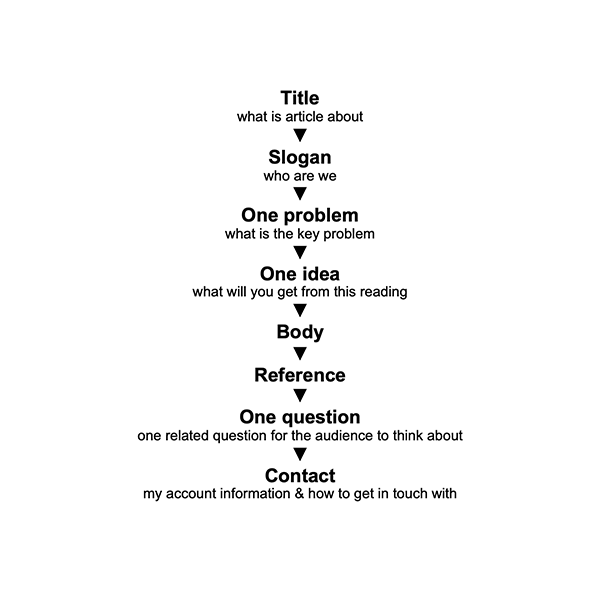 Title
what is article about
Slogan
who are we
One problem
what is the key problem
One idea
what will you get from this reading
Body
Reference
One question
one related question for the audience to think about
Contact
my account information & how to get in touch with